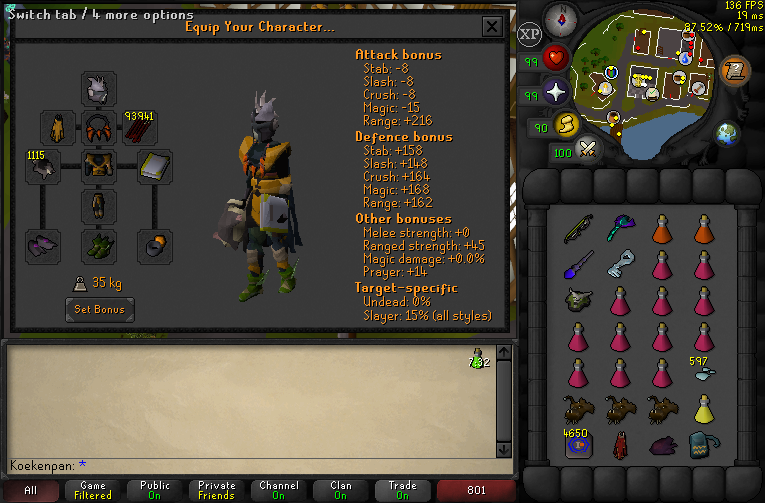 Switch tab / 4 more options
Equip Your Character...
136 FPS
19 ms
87.52% / 719ms
XP
99
99
90
100
93941
1115
35 kg
Set Bonus
Attack bonus
Stab: -8
Slash: -8
Crush: -8
Magic: -15
Range: +216
Defence bonus
Stab: +158
Slash: +148
Crush: +164
Magic: +168
Range: +162
Other bonuses
Melee strength: +0
Ranged strength: +45
Magic damage: +0.0%
Prayer: +14
Target-specific
Undead: 0%
Slayer: 15% (all styles)
597
4650
Koekenpan: *
All
Game
Filtered
Public
On
Private
Friends
Channel
On
Clan
On
Trade
On
801